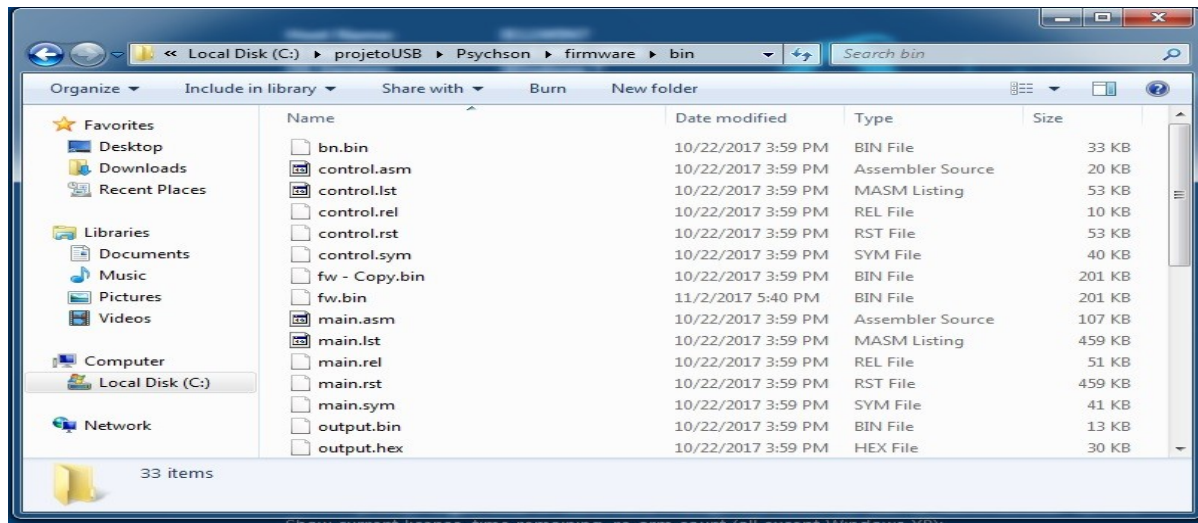 « Local Disk (C:) ▸ projetoUSB ▸ Psychson ▸ firmware ▸ bin Search bin
Organize Include in library Share with Burn New folder
Favorites
Desktop
Downloads
Recent Places
Libraries
Documents
Music
Pictures
Videos
Computer
Local Disk (C:)
Network
Name Date modified Type Size
bn.bin 10/22/2017 3:59 PM BIN File 33 KB
control.asm 10/22/2017 3:59 PM Assembler Source 20 KB
control.lst 10/22/2017 3:59 PM MASM Listing 53 KB
control.rel 10/22/2017 3:59 PM REL File 10 KB
control.rst 10/22/2017 3:59 PM RST File 53 KB
control.sym 10/22/2017 3:59 PM SYM File 40 KB
fw - Copy.bin 10/22/2017 3:59 PM BIN File 201 KB
fw.bin 11/2/2017 5:40 PM BIN File 201 KB
main.asm 10/22/2017 3:59 PM Assembler Source 107 KB
main.lst 10/22/2017 3:59 PM MASM Listing 459 KB
main.rel 10/22/2017 3:59 PM REL File 51 KB
main.rst 10/22/2017 3:59 PM RST File 459 KB
main.sym 10/22/2017 3:59 PM SYM File 41 KB
output.bin 10/22/2017 3:59 PM BIN File 13 KB
output.hex 10/22/2017 3:59 PM HEX File 30 KB
33 items